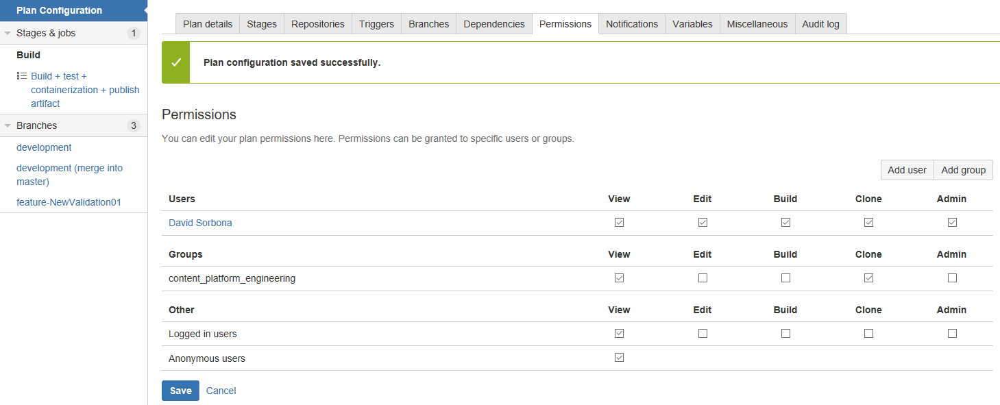 Plan Configuration
Stages & jobs 1
Build
Build + test +
containerization + publish
artifact
Branches 3
development
development (merge into
master)
feature-NewValidation01
Plan details Stages Repositories Triggers Branches Dependencies Permissions Notifications Variables Miscellaneous Audit log
Plan configuration saved successfully.
Permissions
You can edit your plan permissions here. Permissions can be granted to specific users or groups.
Add user Add group
Users View Edit Build Clone Admin
David Sorbona
Groups View Edit Build Clone Admin
content_platform_engineering
Other View Edit Build Clone Admin
Logged in users
Anonymous users
Save Cancel